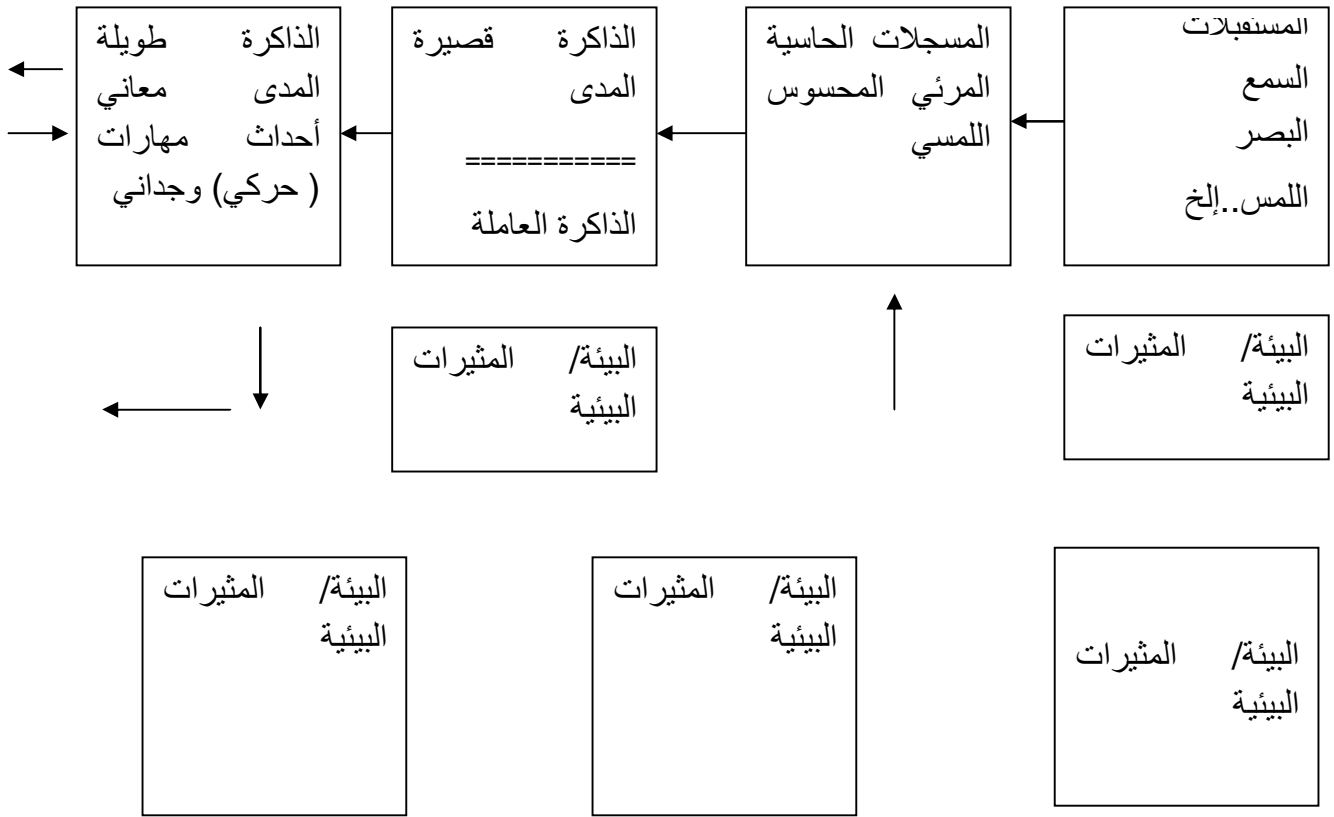 المستقبلات
السمع
البصر
اللمس..إلخ
المسجلات الحاسية
المرئي المحسوس
اللمسي
الذاكرة قصيرة
المدى
===========
الذاكرة العاملة
الذاكرة طويلة
المدى معاني
أحداث مهارات
( حركي) وجداني
البيئة/ المثيرات
البيئية
البيئة/ المثيرات
البيئية
البيئة/ المثيرات
البيئية
البيئة/ المثيرات
البيئية
البيئة/ المثيرات
البيئية